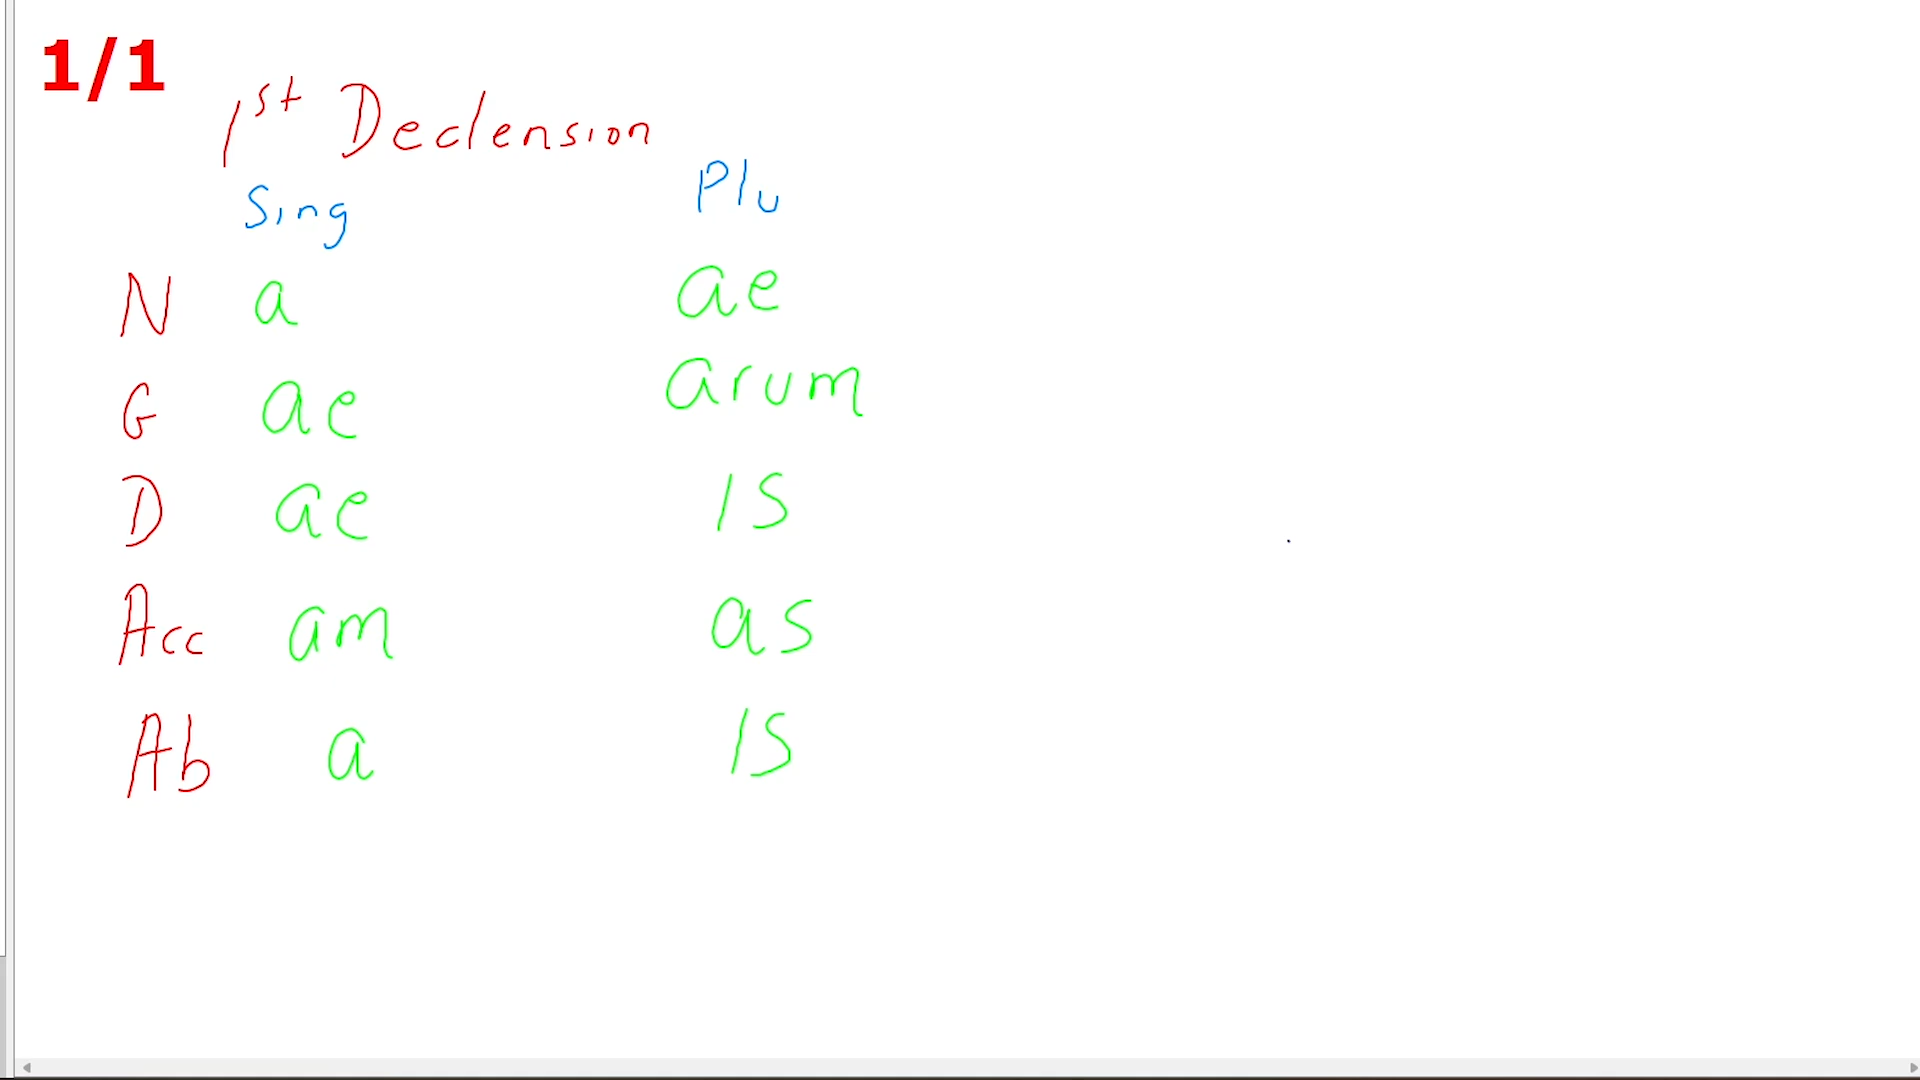 1/1
1st Declension
Sing Plu
N a ae
G ae arum
D ae is
Acc am as
Ab a is